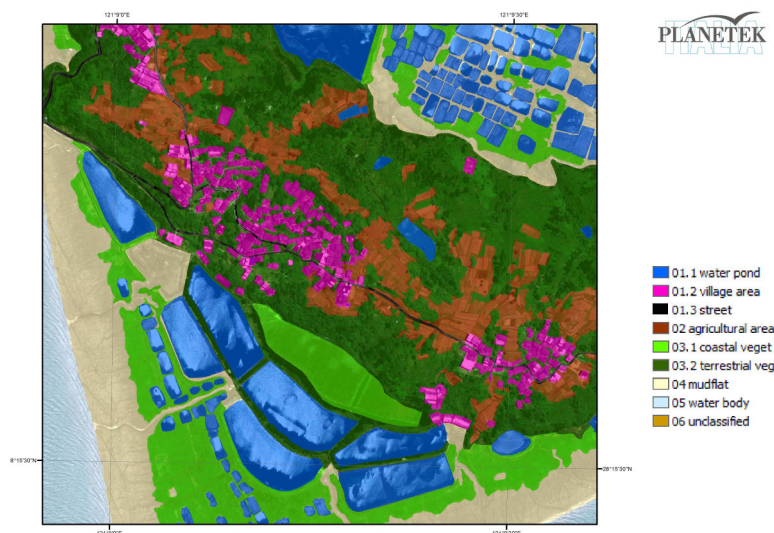 121°9'0"E
121°9'30"E
PLANETEK
ITALIA
01.1 water pond
01.2 village area
01.3 street
02 agricultural area
03.1 coastal veget
03.2 terrestrial veg
04 mudflat
05 water body
06 unclassified
8°15'30"N
28°15'30"N